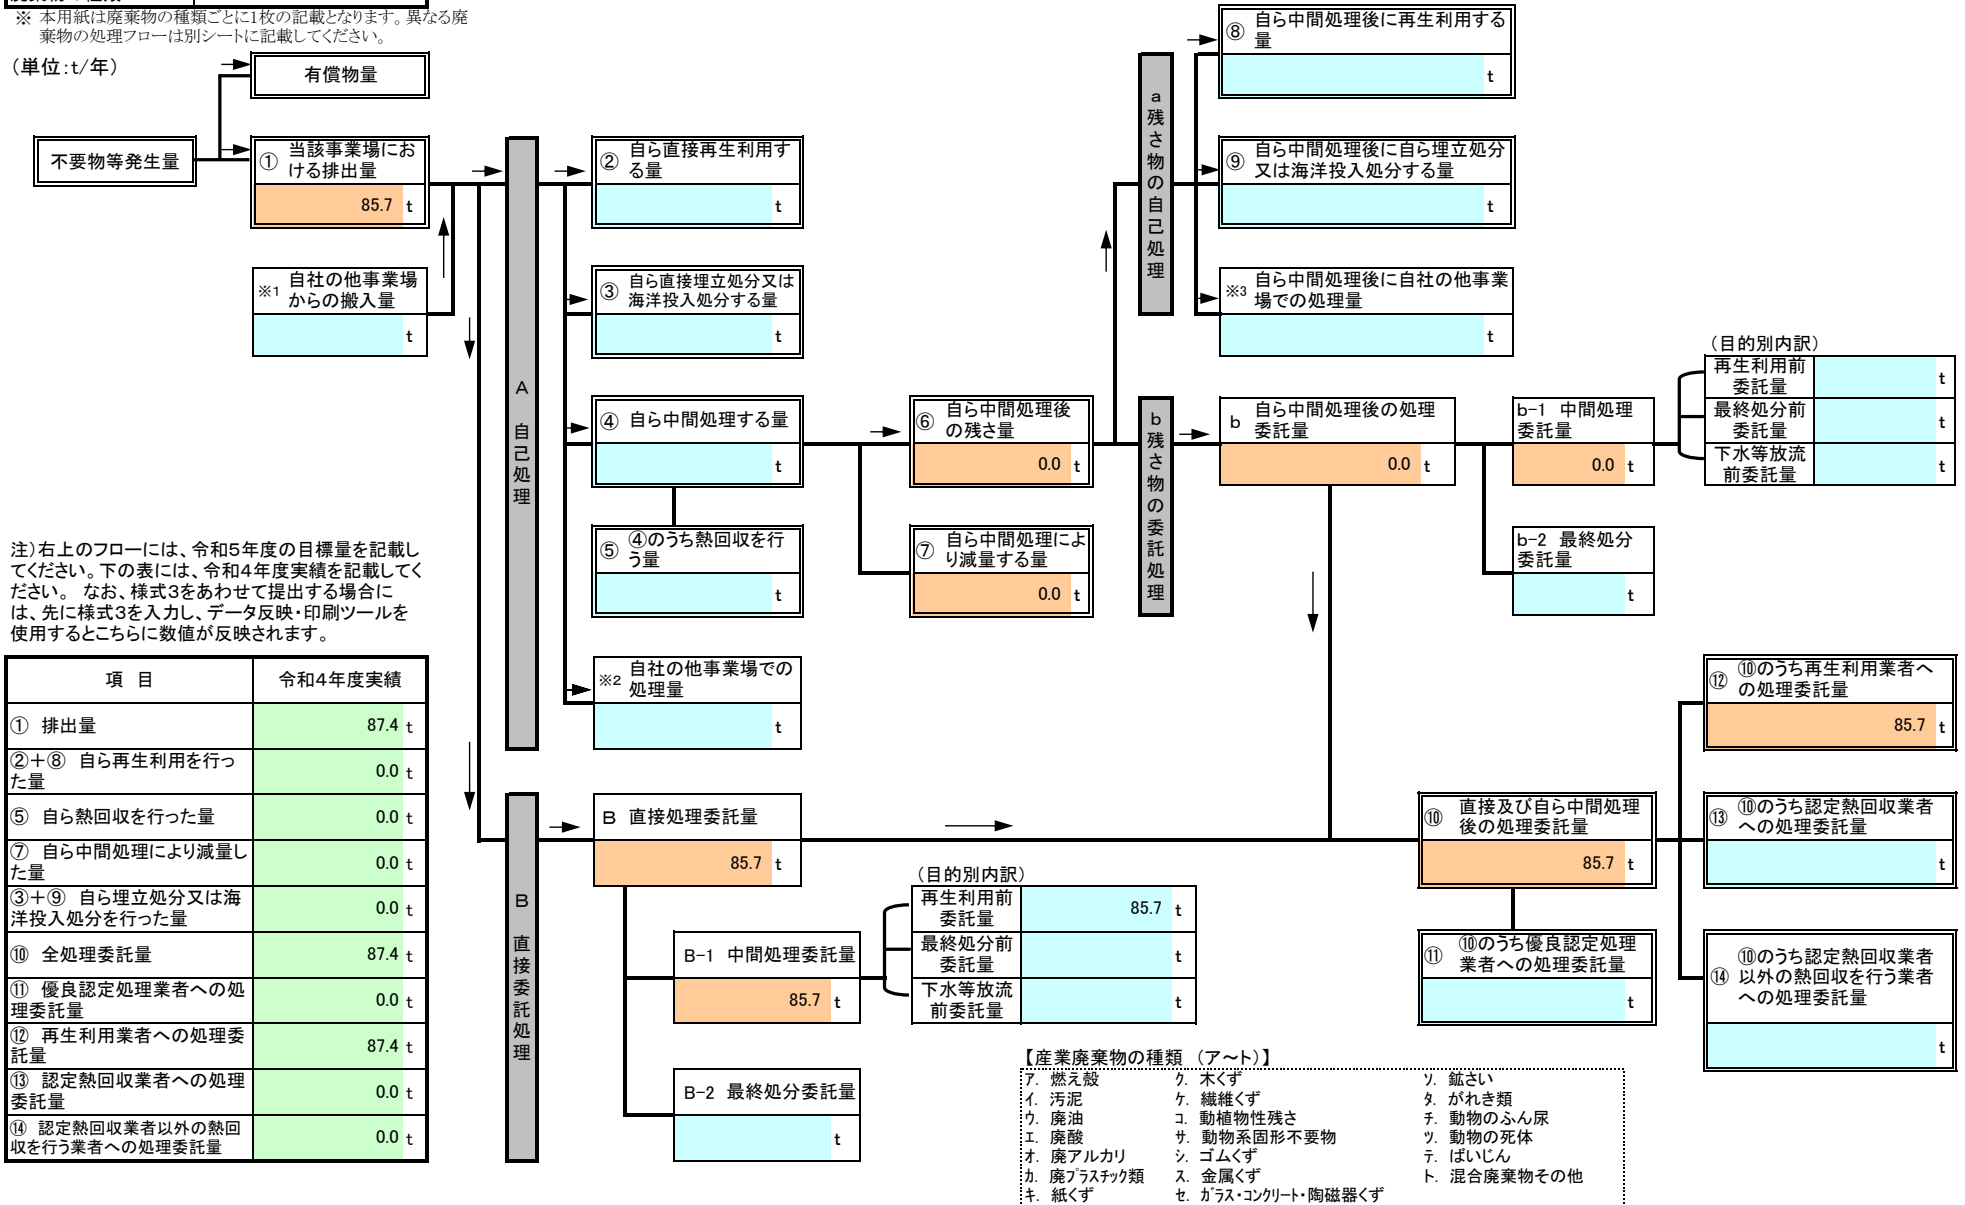 ※ 本用紙は廃棄物の種類ごとに1枚の記載となります。異なる廃
棄物の処理フローは別シートに記載してください。
（単位:t/年）
有償物量
不要物等発生量
① 当該事業場にお
ける排出量
85.7 t
※1 自社の他事業場
からの搬入量
t
A 自己処理
② 自ら直接再生利用す
る量
t
③ 自ら直接埋立処分又は
海洋投入処分する量
t
④ 自ら中間処理する量
t
⑤ ④のうち熱回収を行
う量
t
※2 自社の他事業場での
処理量
t
⑥ 自ら中間処理後
の残さ量
0.0 t
⑦ 自ら中間処理によ
り減量する量
0.0 t
a残さ物の自己処理
⑧ 自ら中間処理後に再生利用する
量
t
⑨ 自ら中間処理後に自ら埋立処分
又は海洋投入処分する量
t
※3 自ら中間処理後に自社の他事業
場での処理量
t
b残さ物の委託処理
b 自ら中間処理後の処理
委託量
0.0 t
b-1 中間処理
委託量
0.0 t
（目的別内訳）
再生利用前
委託量
t
最終処分前
委託量
t
下水等放流
前委託量
t
b-2 最終処分
委託量
t
注）右上のフローには、令和5年度の目標量を記載し
てください。下の表には、令和4年度実績を記載してく
ださい。 なお、様式3をあわせて提出する場合に
は、先に様式3を入力し、データ反映・印刷ツールを
使用するとこちらに数値が反映されます。
項 目 令和4年度実績
① 排出量 87.4 t
②＋⑧ 自ら再生利用を行っ
た量 0.0 t
⑤ 自ら熱回収を行った量 0.0 t
⑦ 自ら中間処理により減量し
た量 0.0 t
③＋⑨ 自ら埋立処分又は海
洋投入処分を行った量 0.0 t
⑩ 全処理委託量 87.4 t
⑪ 優良認定処理業者への処
理委託量 0.0 t
⑫ 再生利用業者への処理委
託量 87.4 t
⑬ 認定熱回収業者への処理
委託量 0.0 t
⑭ 認定熱回収業者以外の熱回
収を行う業者への処理委託量 0.0 t
B 直接委託処理
B 直接処理委託量
85.7 t
B-1 中間処理委託量
85.7 t
（目的別内訳）
再生利用前
委託量
85.7 t
最終処分前
委託量
t
下水等放流
前委託量
t
B-2 最終処分委託量
t
⑩ 直接及び自ら中間処理
後の処理委託量
85.7 t
⑪ ⑩のうち優良認定処理
業者への処理委託量
t
⑫ ⑩のうち再生利用業者へ
の処理委託量
85.7 t
⑬ ⑩のうち認定熱回収業者
への処理委託量
t
⑭ ⑩のうち認定熱回収業者
以外の熱回収を行う業者
への処理委託量
t
【産業廃棄物の種類 （ア～ト）】
ア. 燃え殻 ク. 木くず ソ. 鉱さい
イ. 汚泥 ケ. 繊維くず タ. がれき類
ウ. 廃油 コ. 動植物性残さ チ. 動物のふん尿
エ. 廃酸 サ. 動物系固形不要物 ツ. 動物の死体
オ. 廃アルカリ シ. ゴムくず テ. ばいじん
カ. 廃プラスチック類 ス. 金属くず ト. 混合廃棄物その他
キ. 紙くず セ. ガラス・コンクリート・陶磁器くず